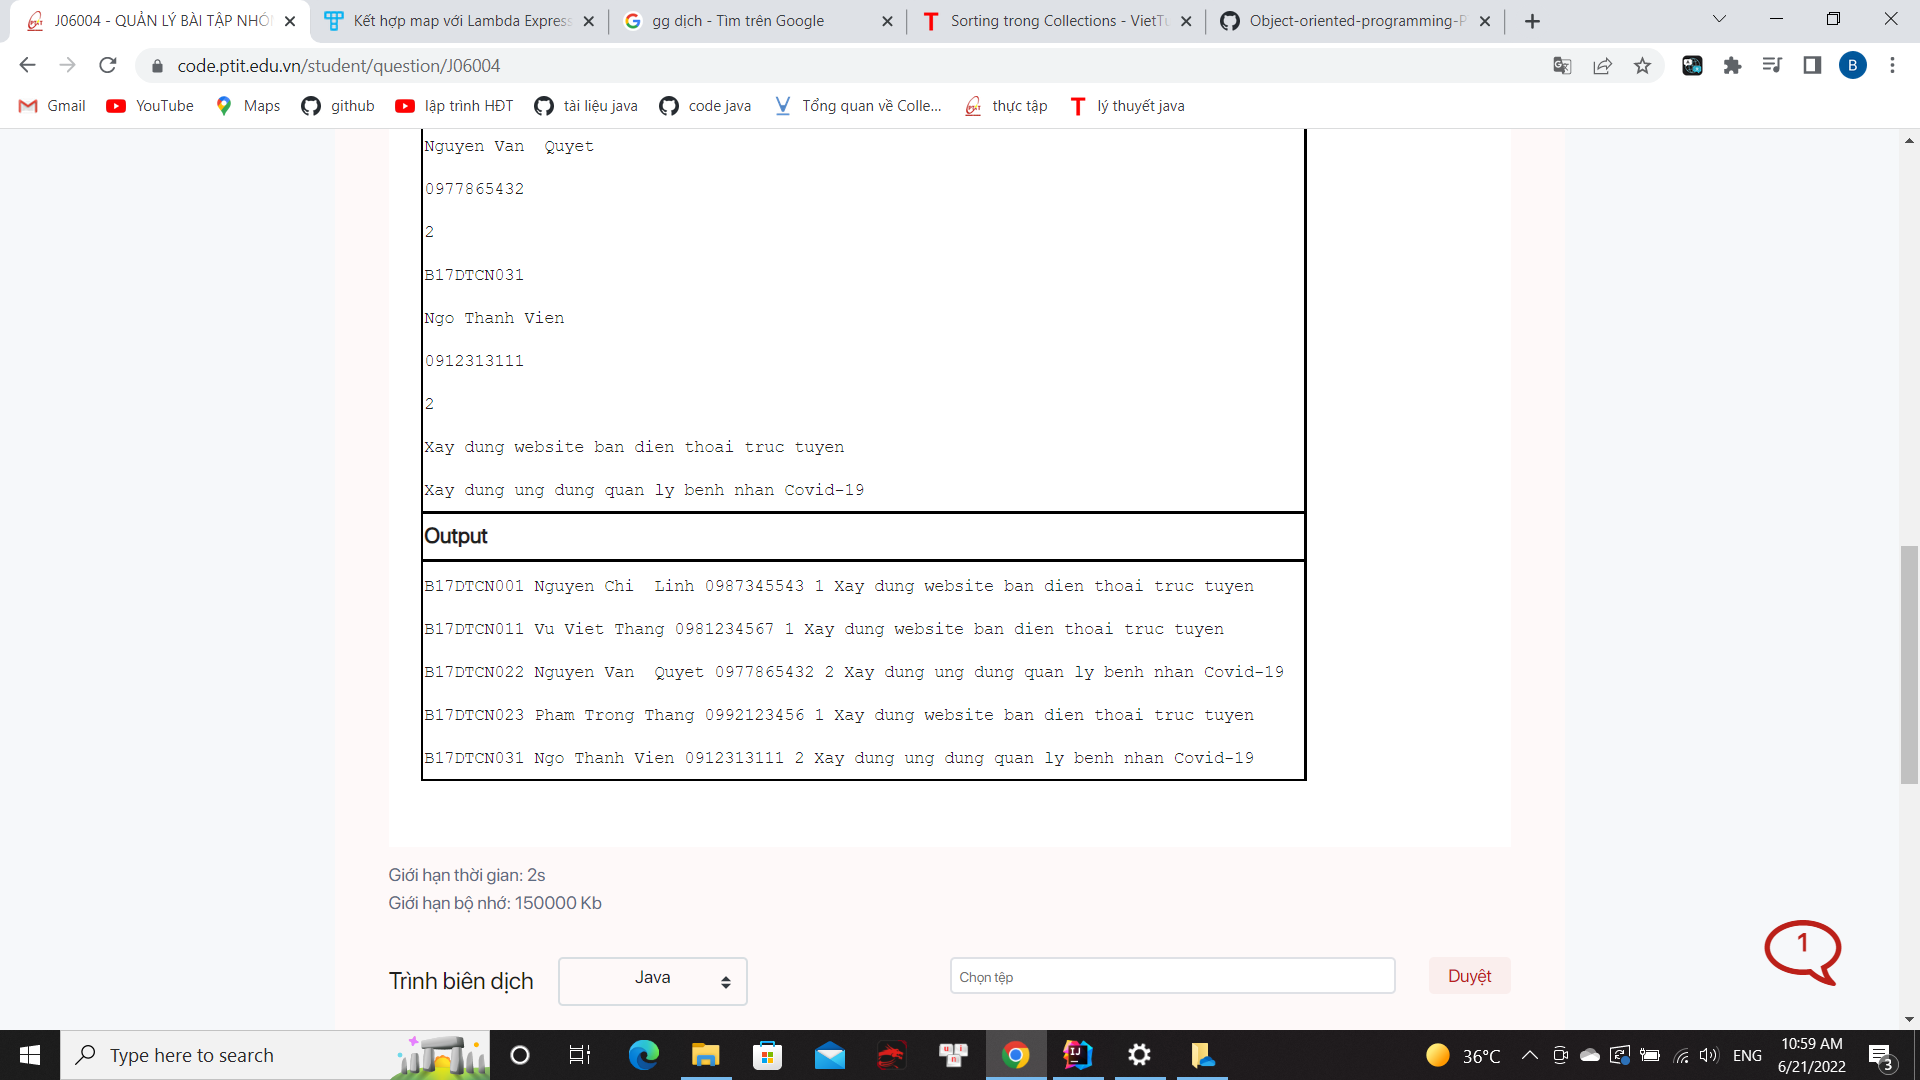 J06004 - QUẢN LÝ BÀI TẬP NHÓM
Kết hợp map với Lambda Express
gg dịch - Tìm trên Google
Sorting trong Collections - VietTu
Object-oriented-programming-P
code.ptit.edu.vn/student/question/J06004
B
Gmail
YouTube
Maps
github
lập trình HĐT
tài liệu java
code java
Tổng quan về Colle...
thực tập
lý thuyết java
Nguyen Van  Quyet
0977865432
2
B17DTCN031
Ngo Thanh Vien
0912313111
2
Xay dung website ban dien thoai truc tuyen
Xay dung ung dung quan ly benh nhan Covid-19
Output
B17DTCN001 Nguyen Chi  Linh 0987345543 1 Xay dung website ban dien thoai truc tuyen
B17DTCN011 Vu Viet Thang 0981234567 1 Xay dung website ban dien thoai truc tuyen
B17DTCN022 Nguyen Van  Quyet 0977865432 2 Xay dung ung dung quan ly benh nhan Covid-19
B17DTCN023 Pham Trong Thang 0992123456 1 Xay dung website ban dien thoai truc tuyen
B17DTCN031 Ngo Thanh Vien 0912313111 2 Xay dung ung dung quan ly benh nhan Covid-19
Giới hạn thời gian: 2s
Giới hạn bộ nhớ: 150000 Kb
1
Trình biên dịch
Java
Chọn tệp
Duyệt
Type here to search
36°C
ENG
10:59 AM
6/21/2022
3